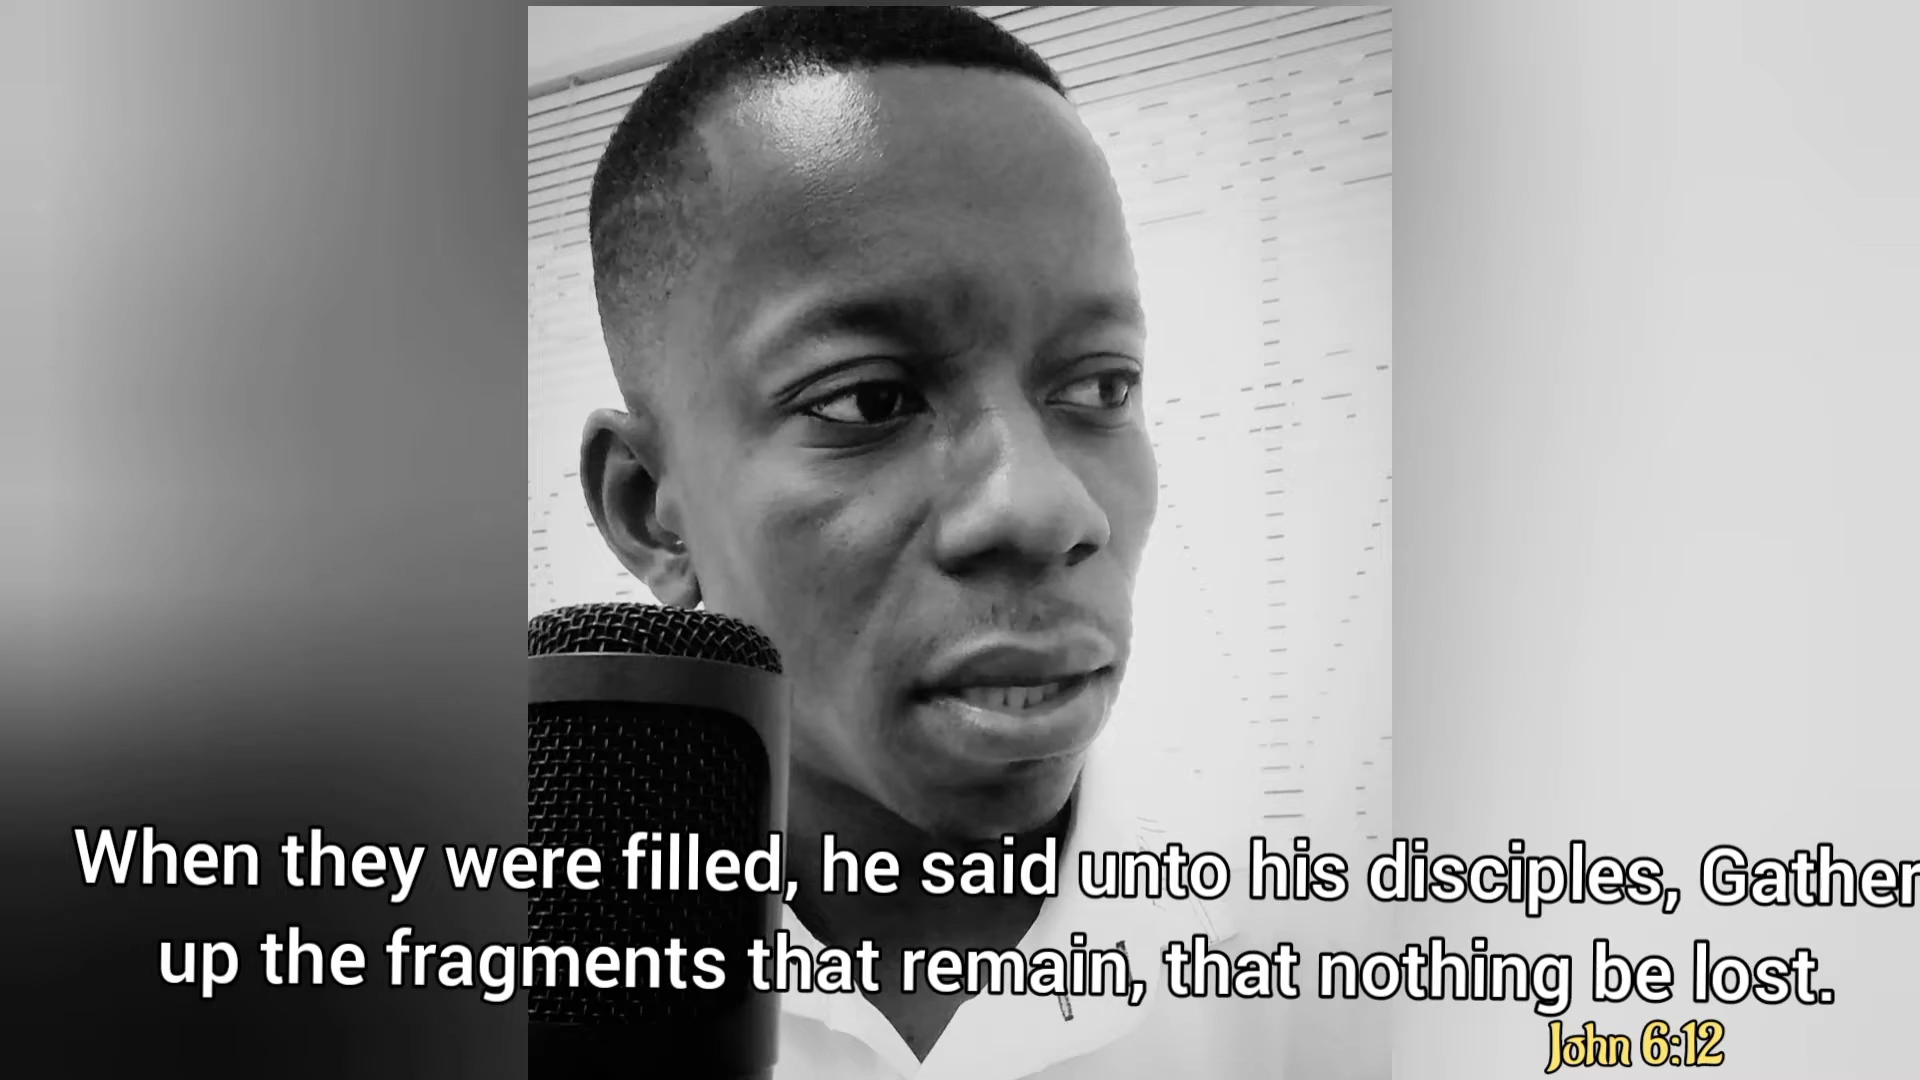 When they were filled, he said unto his disciples, Gather
up the fragments that remain, that nothing be lost.
John 6:12